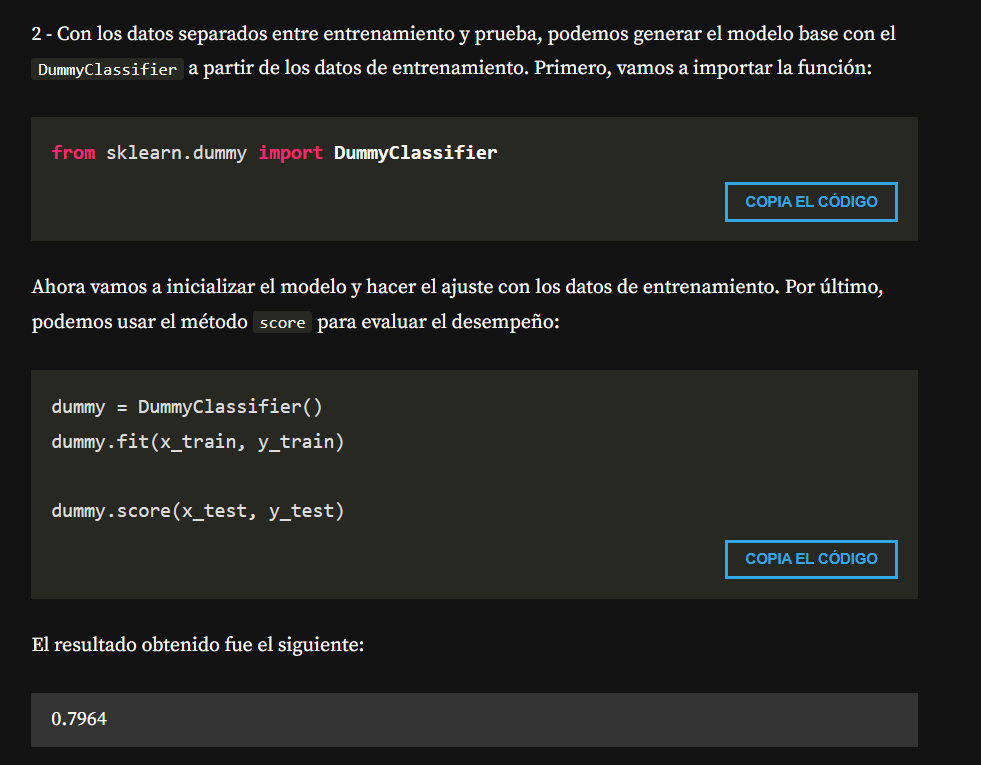 2 - Con los datos separados entre entrenamiento y prueba, podemos generar el modelo base con el
DummyClassifier a partir de los datos de entrenamiento. Primero, vamos a importar la función:
from sklearn.dummy import DummyClassifier
COPIA EL CÓDIGO
Ahora vamos a inicializar el modelo y hacer el ajuste con los datos de entrenamiento. Por último,
podemos usar el método score para evaluar el desempeño:
dummy = DummyClassifier()
dummy.fit(x_train, y_train)
dummy.score(x_test, y_test)
COPIA EL CÓDIGO
El resultado obtenido fue el siguiente:
0.7964